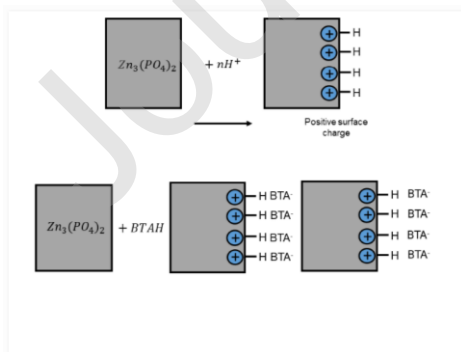 Zn₃(PO₄)₂ + nH⁺
H
H
H
H
Positive surface
charge
Zn₃(PO₄)₂ + BTAH
H BTA⁻
H BTA⁻
H BTA⁻
H BTA⁻
H BTA⁻
H BTA⁻
H BTA⁻
H BTA⁻
Jou